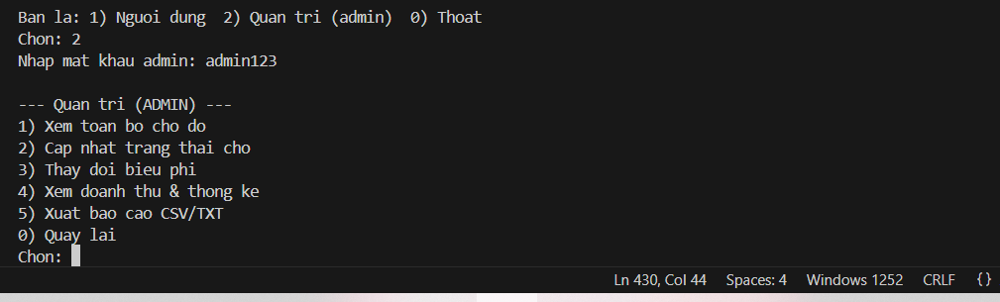 Ban la: 1) Nguoi dung  2) Quan tri (admin)  0) Thoat
Chon: 2
Nhap mat khau admin: admin123
--- Quan tri (ADMIN) ---
1) Xem toan bo cho do
2) Cap nhat trang thai cho
3) Thay doi bieu phi
4) Xem doanh thu & thong ke
5) Xuat bao cao CSV/TXT
0) Quay lai
Chon:
Ln 430, Col 44  Spaces: 4  Windows 1252  CRLF  {}